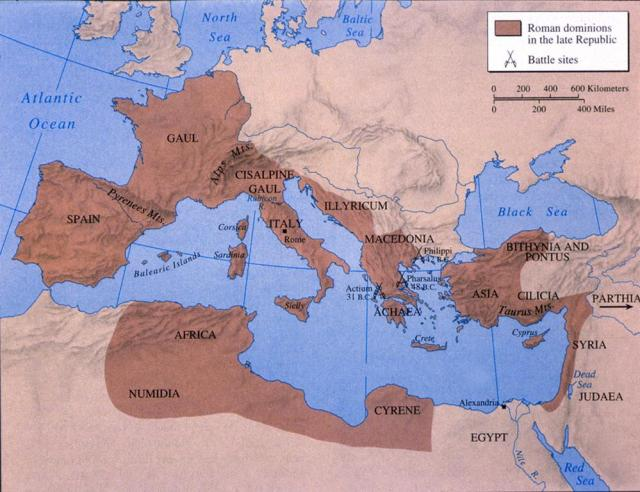 North
Sea
Baltic
Sea
Roman dominions
in the late Republic
Battle sites
0 200 400 600 Kilometers
0 200 400 Miles
Atlantic
Ocean
GAUL
Alps Mts.
CISALPINE
GAUL
Rubicon
R.
Pyrenees Mts.
SPAIN
Corsica
ITALY
Rome
ILLYRICUM
Black Sea
MACEDONIA
Philippi
42 B.C.
BITHYNIA AND
PONTUS
Sardinia
Balearic Islands
Pharsalus
48 B.C.
Actium
31 B.C.
ASIA
CILICIA
PARTHIA
Taurus Mts.
Sicily
ACHAEA
Crete
Cyprus
AFRICA
SYRIA
Dead
Sea
JUDAEA
NUMIDIA
CYRENE
Alexandria
EGYPT
Nile R.
Red
Sea